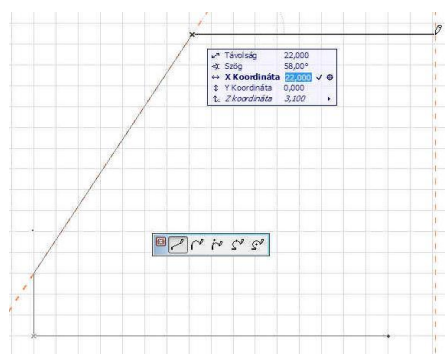 Távolság 22,000
Szög 58,00°
X Koordináta 22,000
Y Koordináta 0,000
Z koordináta 3,100